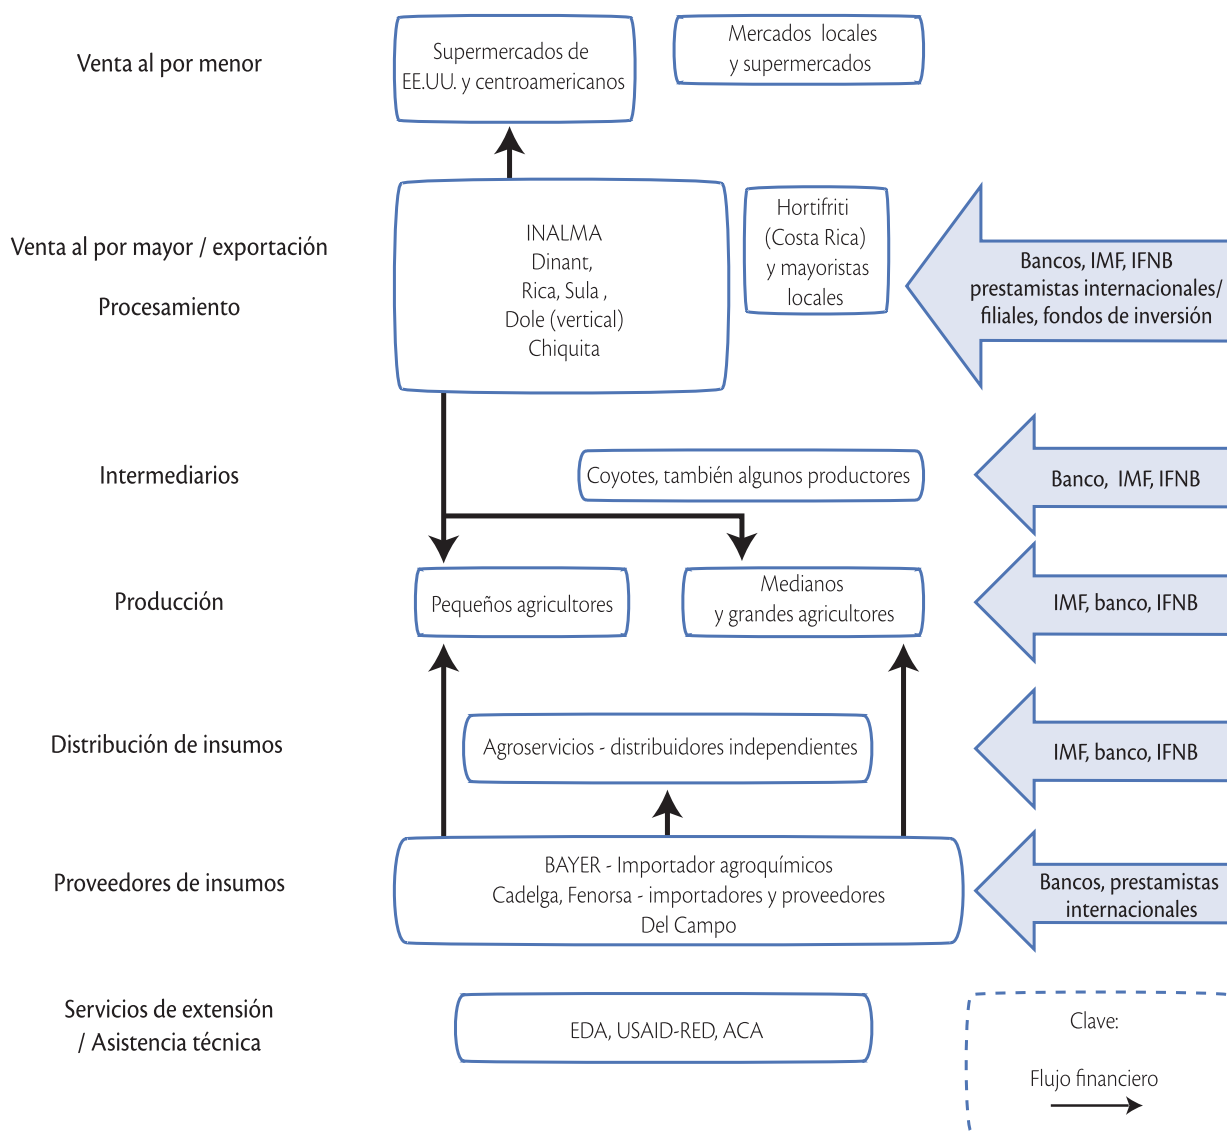 Venta al por menor
Supermercados de
EE.UU. y centroamericanos
Mercados locales
y supermercados
Venta al por mayor / exportación
Procesamiento
INALMA
Dinant,
Rica, Sula ,
Dole (vertical)
Chiquita
Hortifriti
(Costa Rica)
y mayoristas
locales
Bancos, IMF, IFNB
prestamistas internacionales/
filiales, fondos de inversión
Intermediarios
Coyotes, también algunos productores
Banco, IMF, IFNB
Producción
Pequeños agricultores
Medianos
y grandes agricultores
IMF, banco, IFNB
Distribución de insumos
Agroservicios - distribuidores independientes
IMF, banco, IFNB
Proveedores de insumos
BAYER - Importador agroquímicos
Cadelga, Fenorsa - importadores y proveedores
Del Campo
Bancos, prestamistas
internacionales
Servicios de extensión
/ Asistencia técnica
EDA, USAID-RED, ACA
Clave:
Flujo financiero